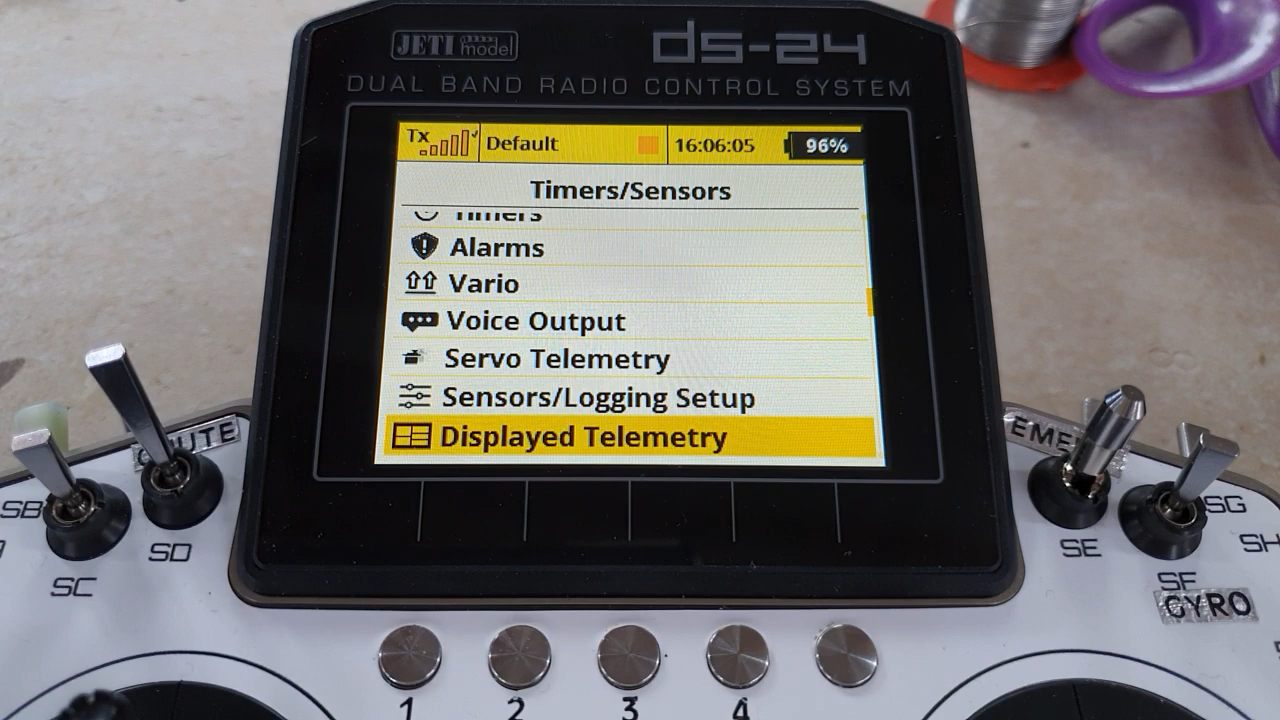 JETI model
ds-24
DUAL BAND RADIO CONTROL SYSTEM
Tx Default 16:06:05 96%
Timers/Sensors
Timers
Alarms
Vario
Voice Output
Servo Telemetry
Sensors/Logging Setup
Displayed Telemetry
SB
SC
SD
SE
SF
SG
SH
GYRO
1 2 3 4